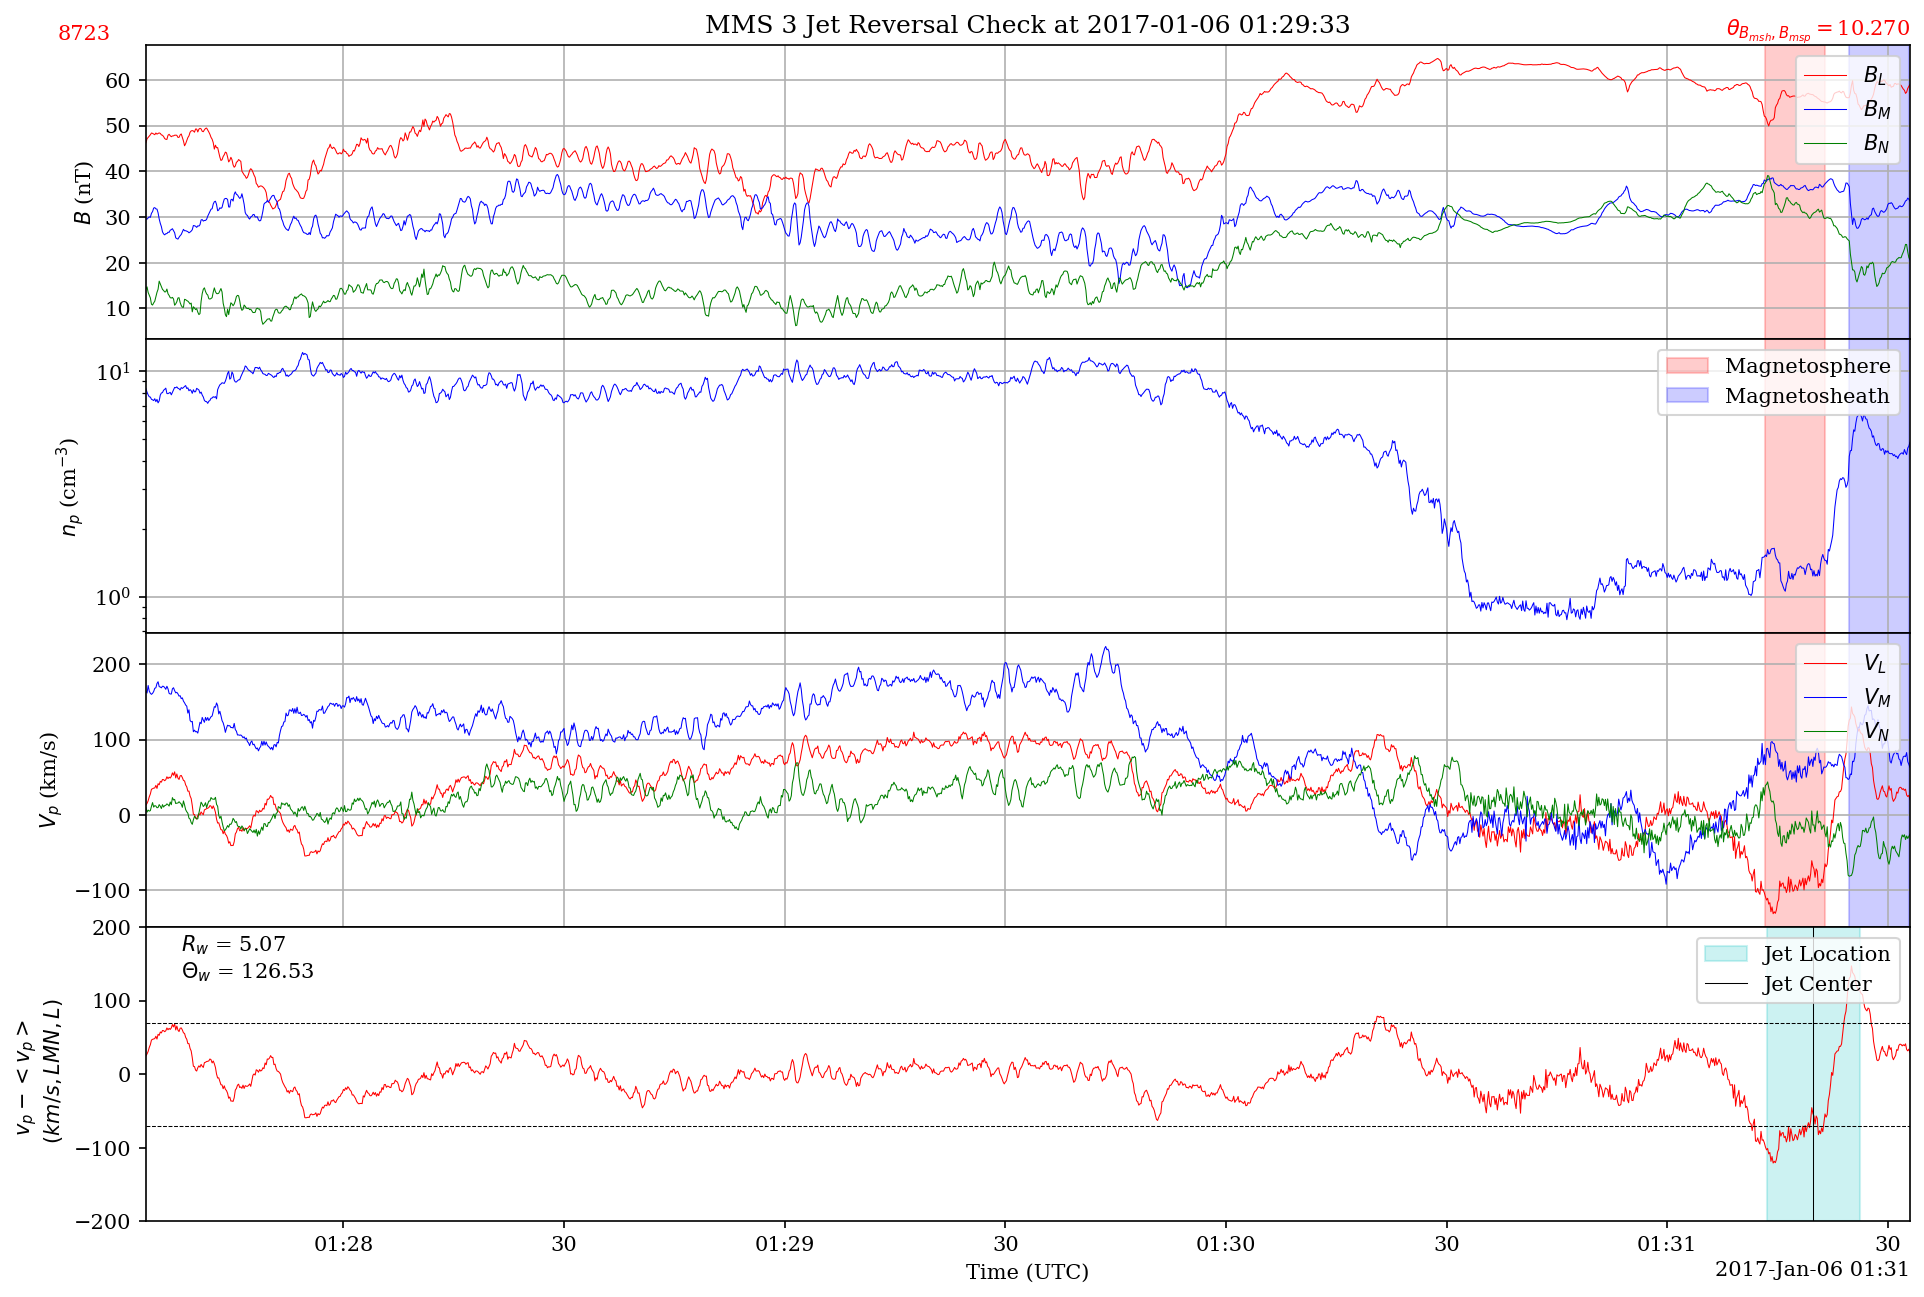 MMS 3 Jet Reversal Check at 2017-01-06 01:29:33
8723
θ_{B_{msh}, B_{msp}} = 10.270
60
50
40
30
20
10
B (nT)
B_L
B_M
B_N
10^1
10^0
n_p (cm^{-3})
Magnetosphere
Magnetosheath
200
100
0
−100
V_p (km/s)
V_L
V_M
V_N
200
100
0
−100
−200
v_p − < v_p >
(km/s, LMN, L)
R_w = 5.07
Θ_w = 126.53
Jet Location
Jet Center
01:28
30
01:29
30
01:30
30
01:31
30
Time (UTC)
2017-Jan-06 01:31